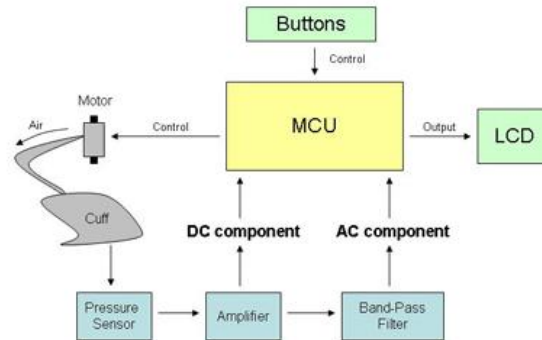 Buttons
Control
Motor
Air
Control
MCU
Output
LCD
Cuff
DC component
AC component
Pressure
Sensor
Amplifier
Band-Pass
Filter